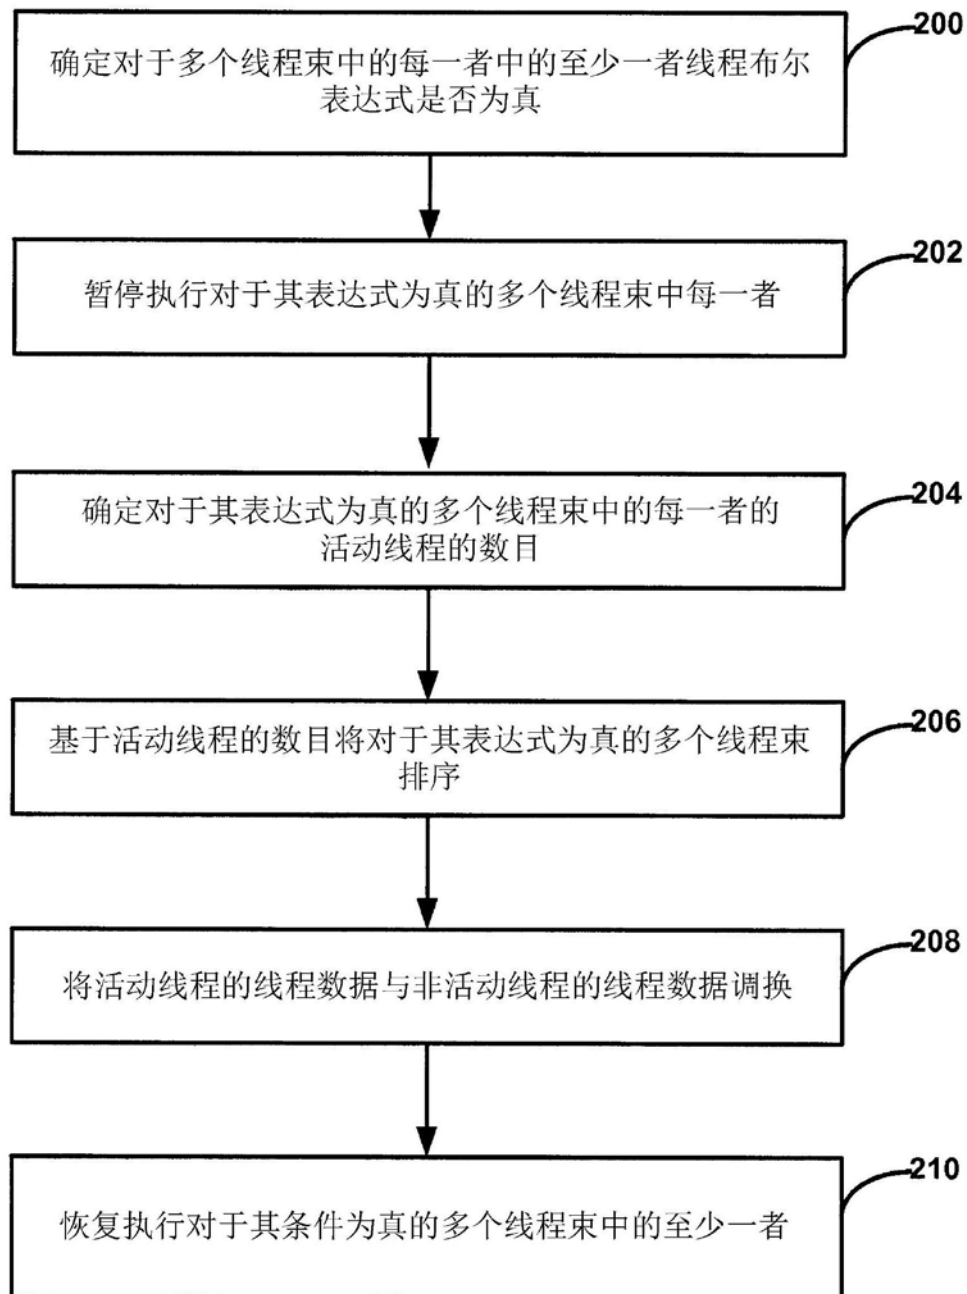 200
确定对于多个线程束中的每一者中的至少一者线程布尔
表达式是否为真
202
暂停执行对于其表达式为真的多个线程束中每一者
204
确定对于其表达式为真的多个线程束中的每一者的
活动线程的数目
206
基于活动线程的数目将对于其表达式为真的多个线程束
排序
208
将活动线程的线程数据与非活动线程的线程数据调换
210
恢复执行对于其条件为真的多个线程束中的至少一者